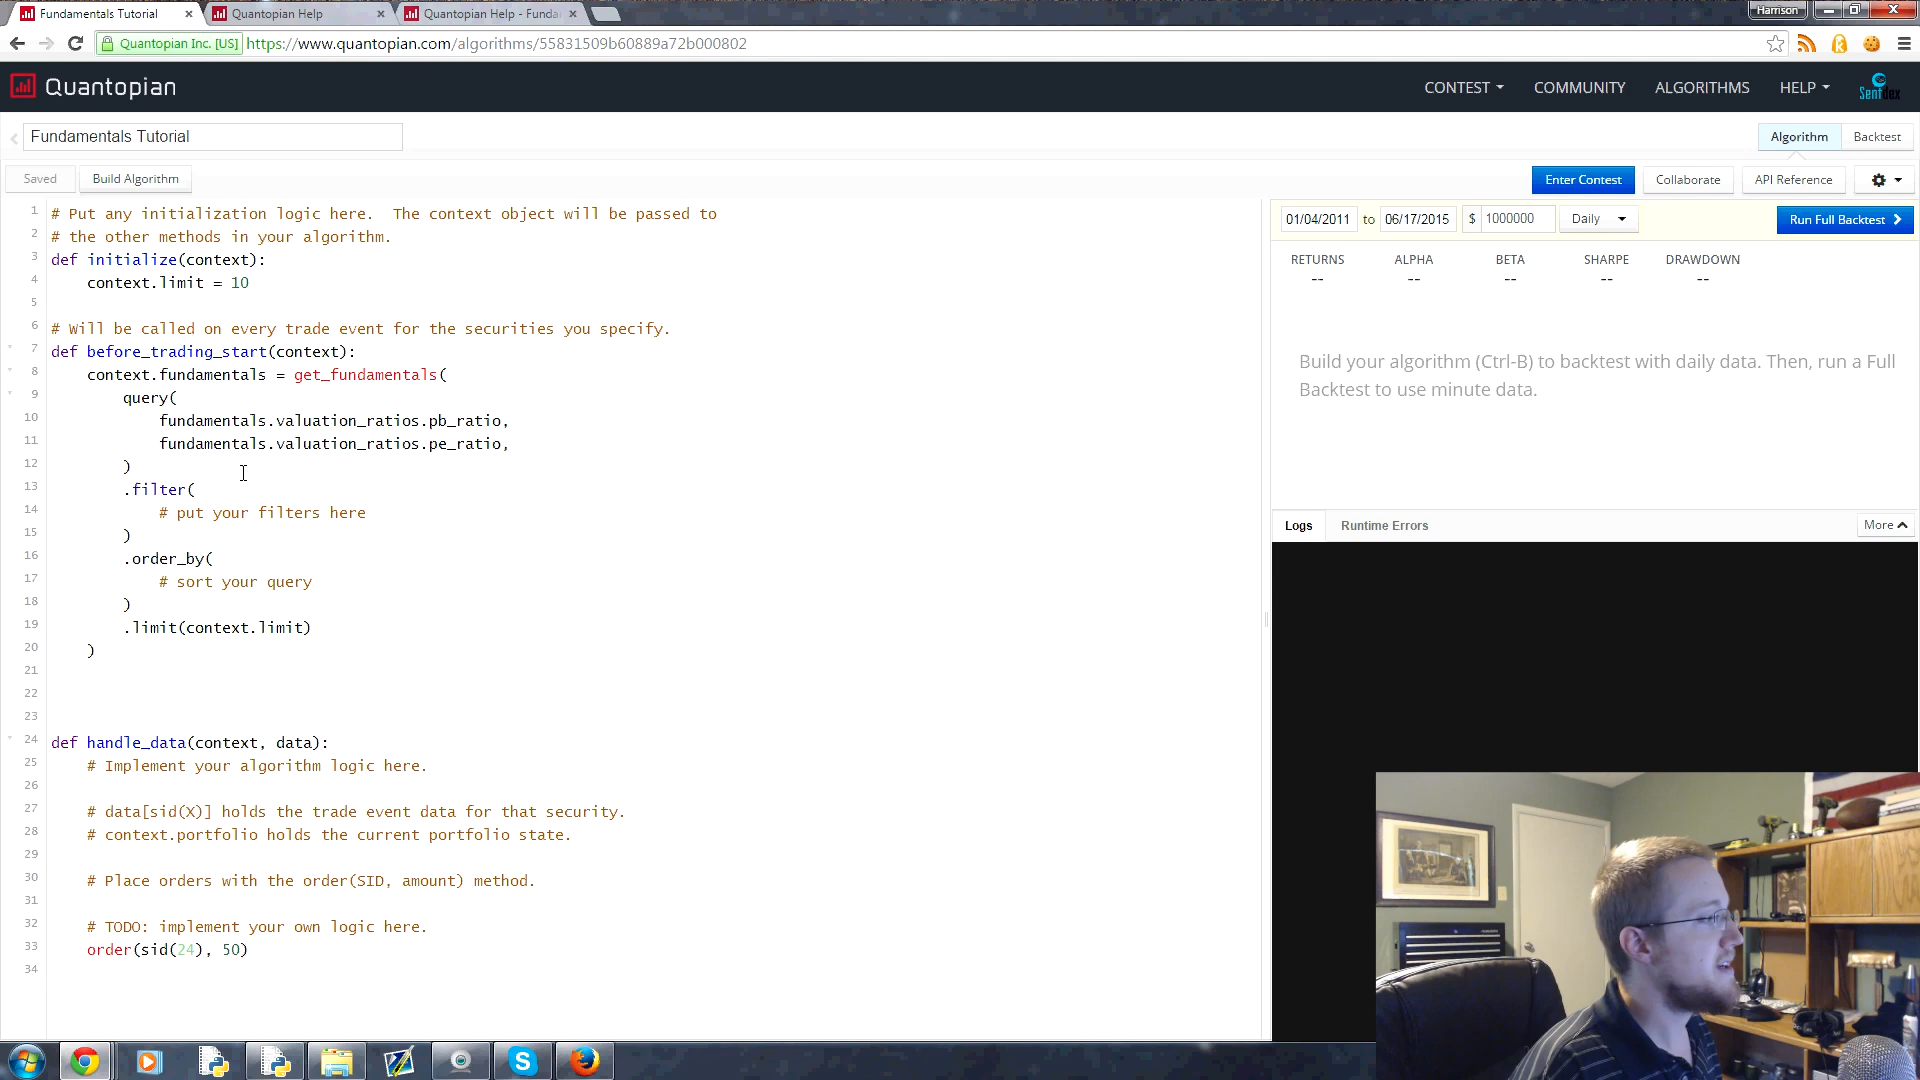 Fundamentals Tutorial
Quantopian Help
Quantopian Help - Funda
Harrison
Quantopian Inc. [US]
https://www.quantopian.com/algorithms/55831509b60889a72b000802
Quantopian
CONTEST
COMMUNITY
ALGORITHMS
HELP
Sentdex
Fundamentals Tutorial
Algorithm
Backtest
Saved
Build Algorithm
Enter Contest
Collaborate
API Reference
1 # Put any initialization logic here.  The context object will be passed to
2 # the other methods in your algorithm.
3 def initialize(context):
4     context.limit = 10
5
6 # Will be called on every trade event for the securities you specify.
7 def before_trading_start(context):
8     context.fundamentals = get_fundamentals(
9         query(
10             fundamentals.valuation_ratios.pb_ratio,
11             fundamentals.valuation_ratios.pe_ratio,
12         )
13         .filter(
14             # put your filters here
15         )
16         .order_by(
17             # sort your query
18         )
19         .limit(context.limit)
20     )
21
22
23
24 def handle_data(context, data):
25     # Implement your algorithm logic here.
26
27     # data[sid(X)] holds the trade event data for that security.
28     # context.portfolio holds the current portfolio state.
29
30     # Place orders with the order(SID, amount) method.
31
32     # TODO: implement your own logic here.
33     order(sid(24), 50)
34
01/04/2011 to 06/17/2015 $ 1000000 Daily
Run Full Backtest
RETURNS ALPHA BETA SHARPE DRAWDOWN
-- -- -- -- --
Build your algorithm (Ctrl-B) to backtest with daily data. Then, run a Full
Backtest to use minute data.
Logs
Runtime Errors
More